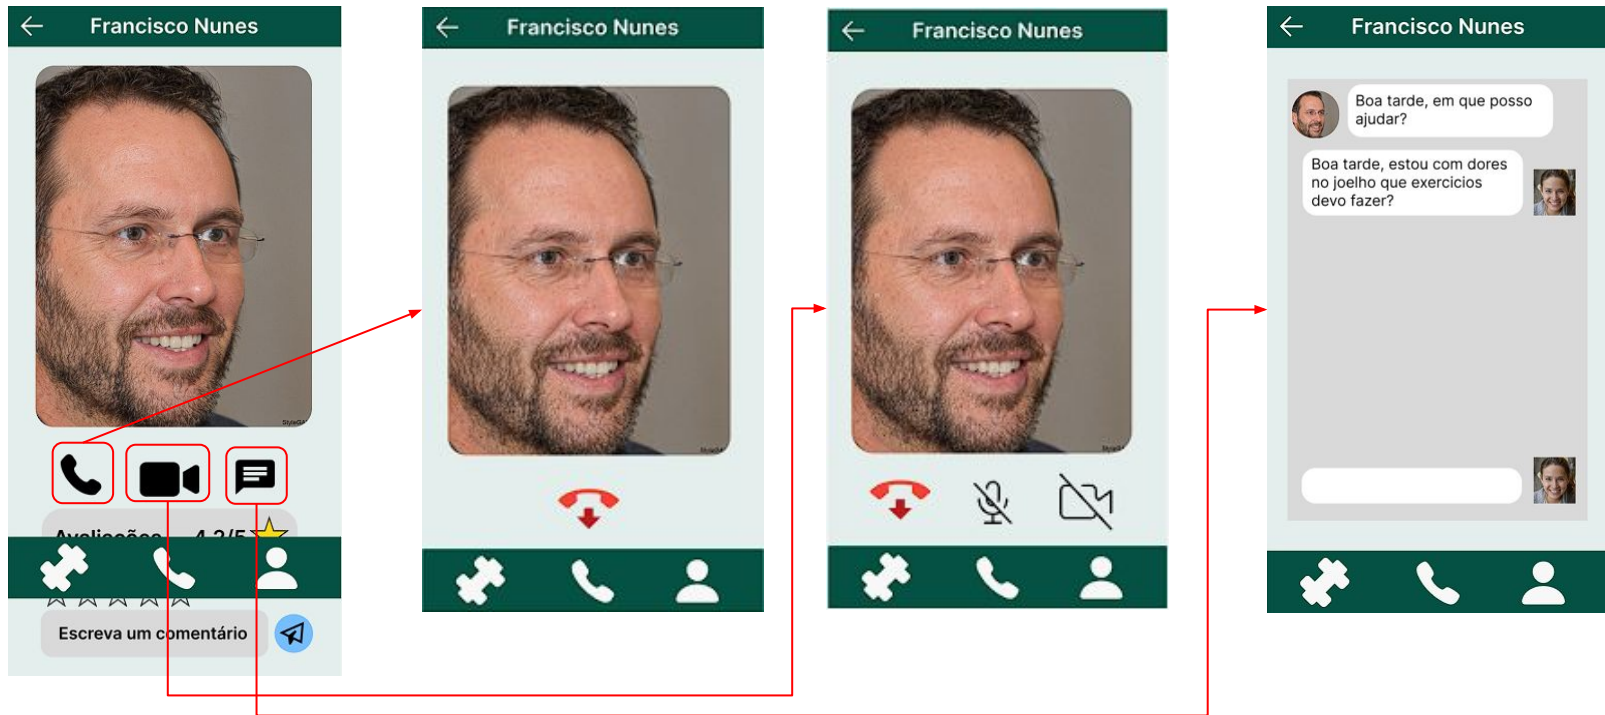 Francisco Nunes
StyleGA
Avaliações 4.2/5
Escreva um comentário
Francisco Nunes
Francisco Nunes
Francisco Nunes
Boa tarde, em que posso
ajudar?
Boa tarde, estou com dores
no joelho que exercicios
devo fazer?